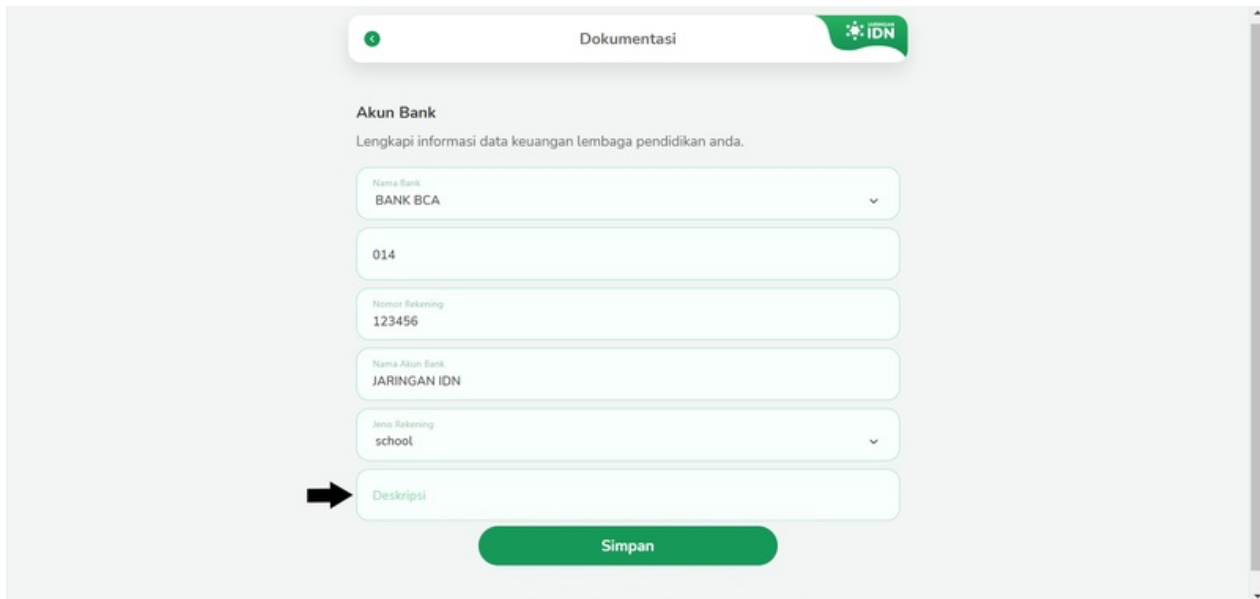 Dokumentasi
JARINGAN
IDN
Akun Bank
Lengkapi informasi data keuangan lembaga pendidikan anda.
Nama Bank
BANK BCA
014
Nomor Rekening
123456
Nama Akun Bank
JARINGAN IDN
Jenis Rekening
school
Deskripsi
Simpan